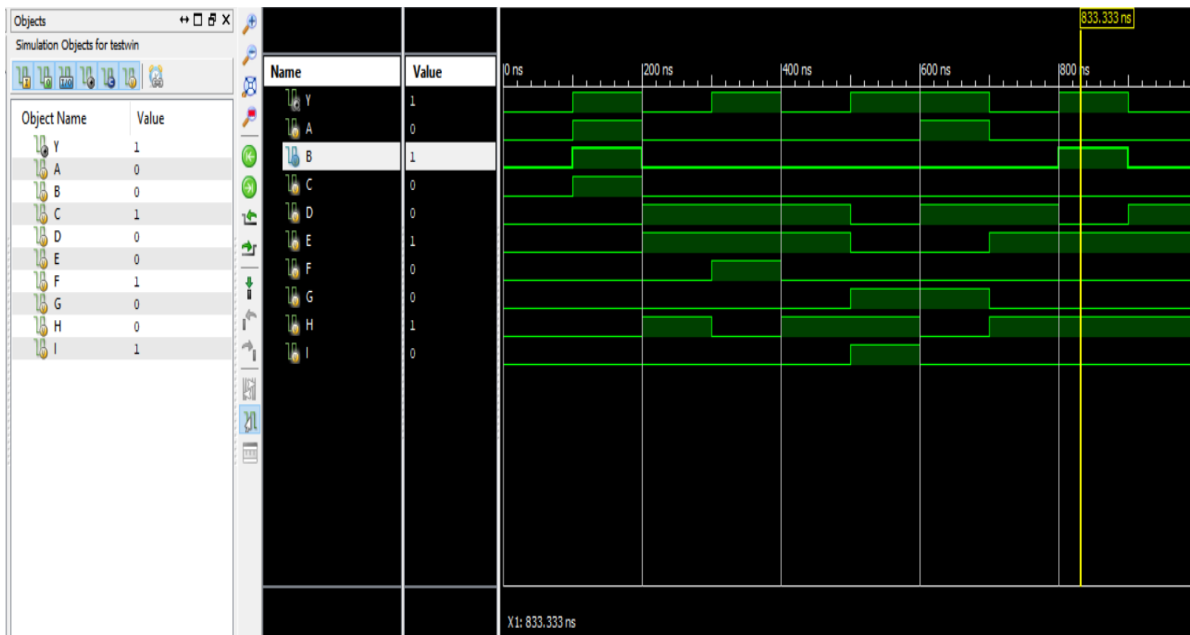 Objects
Simulation Objects for testwin
Object Name Value
Y 1
A 0
B 0
C 1
D 0
E 0
F 1
G 0
H 0
I 1
833.333 ns
Name Value
0 ns 200 ns 400 ns 600 ns 800 ns
Y 1
A 0
B 1
C 0
D 0
E 1
F 0
G 0
H 1
I 0
X1: 833.333 ns